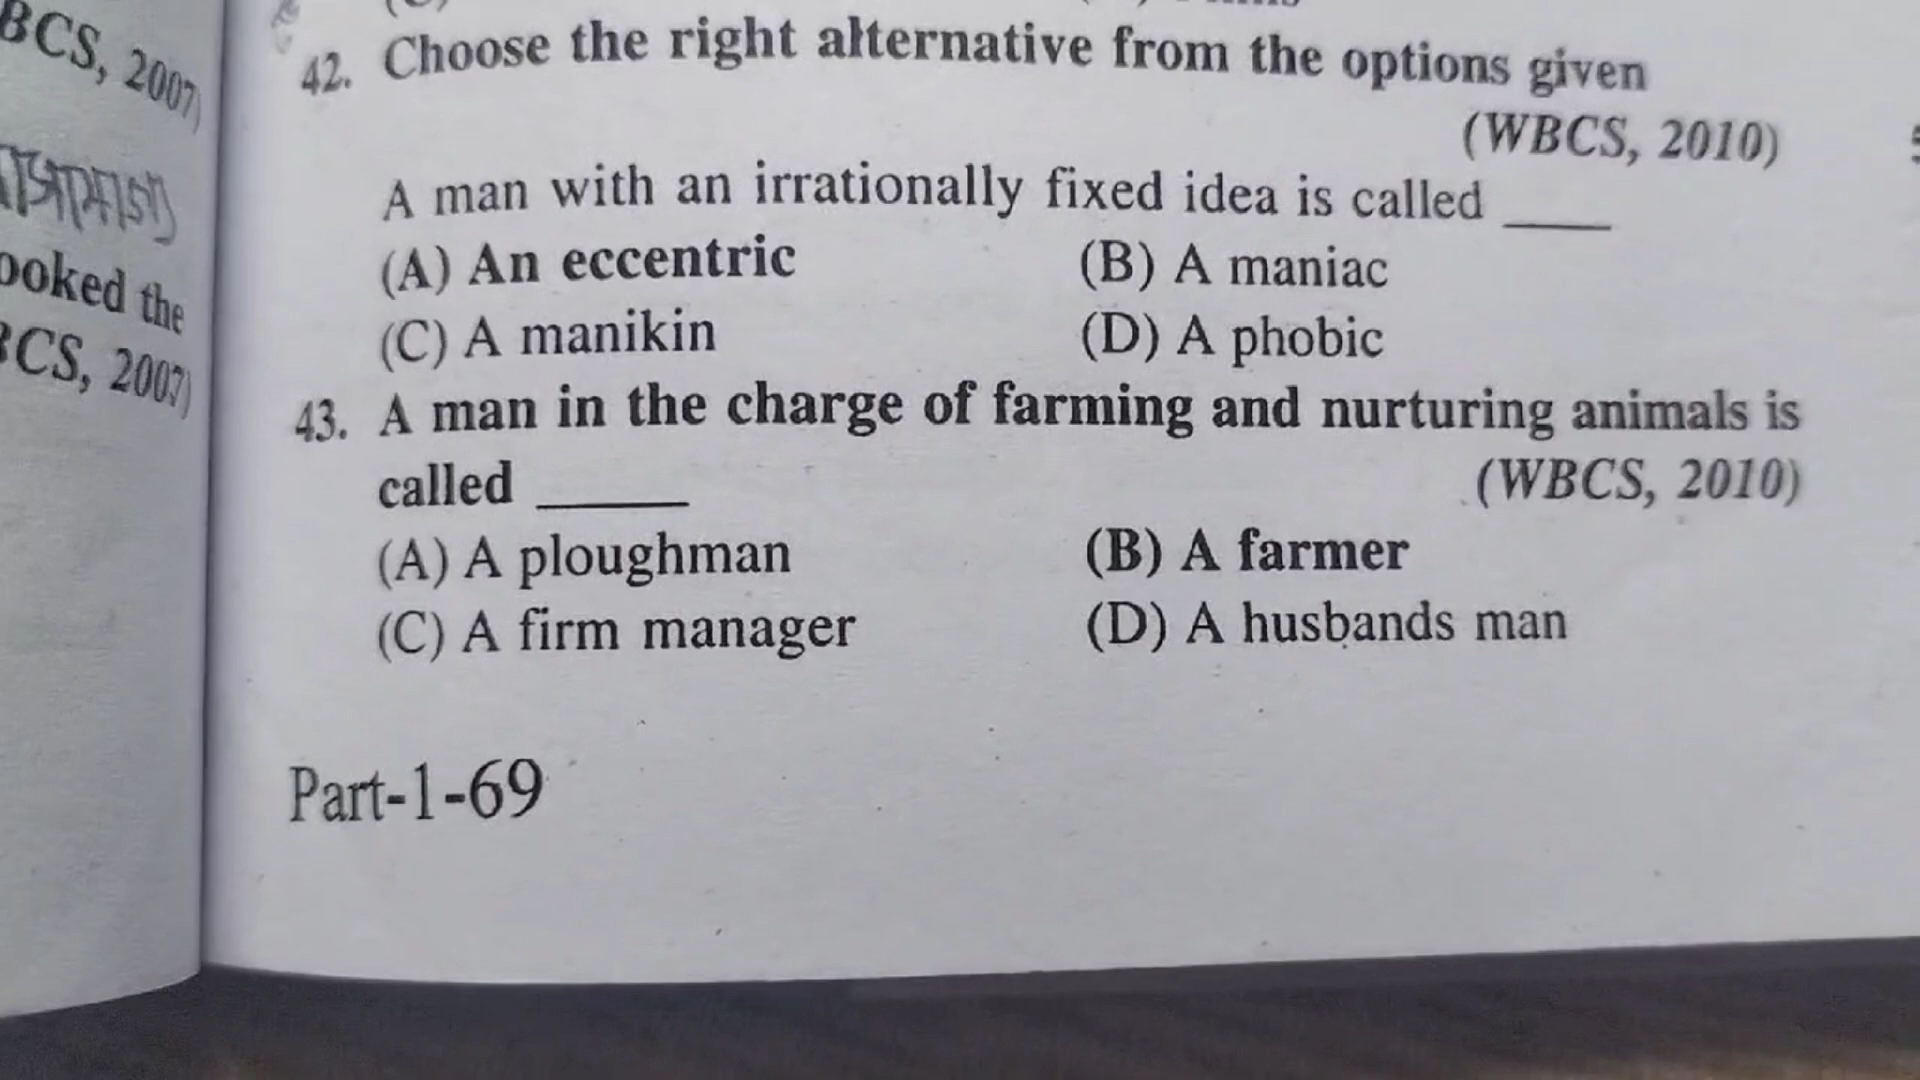 BCS, 2007)
ooked the
BCS, 2007)
42. Choose the right alternative from the options given
(WBCS, 2010)
A man with an irrationally fixed idea is called ____
(A) An eccentric (B) A maniac
(C) A manikin (D) A phobic
43. A man in the charge of farming and nurturing animals is
called ____ (WBCS, 2010)
(A) A ploughman (B) A farmer
(C) A firm manager (D) A husbands man
Part-1-69